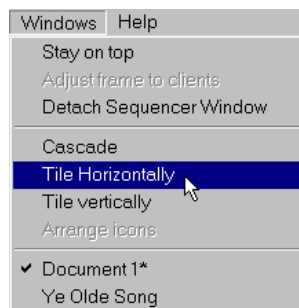 Windows Help
Stay on top
Adjust frame to clients
Detach Sequencer Window
Cascade
Tile Horizontally
Tile vertically
Arrange icons
✔ Document 1*
Ye Olde Song